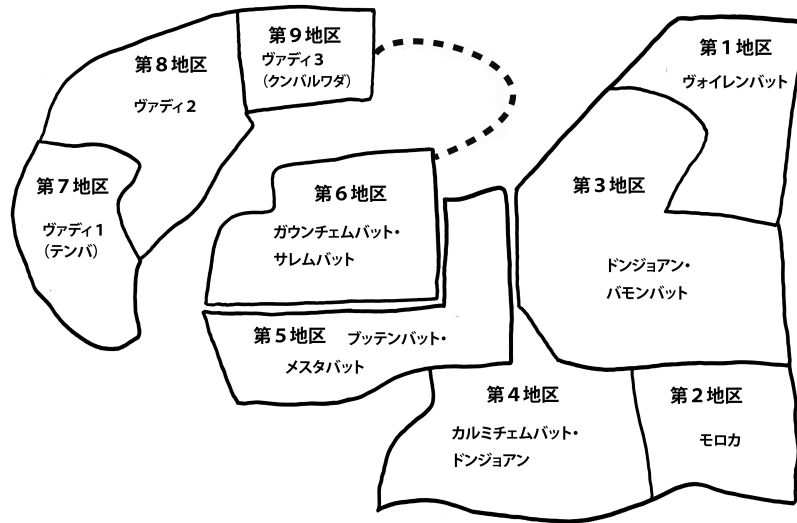 第9地区
ヴァディ3
(クンバルワダ)
第8地区
ヴァディ2
第1地区
ヴォイレンバット
第7地区
ヴァディ1
(テンバ)
第6地区
ガウンチェムバット・
サレムバット
第3地区
ドンジョアン・
バモンバット
第5地区 ブッテンバット・
メスタバット
第4地区
カルミチェムバット・
ドンジョアン
第2地区
モロカ